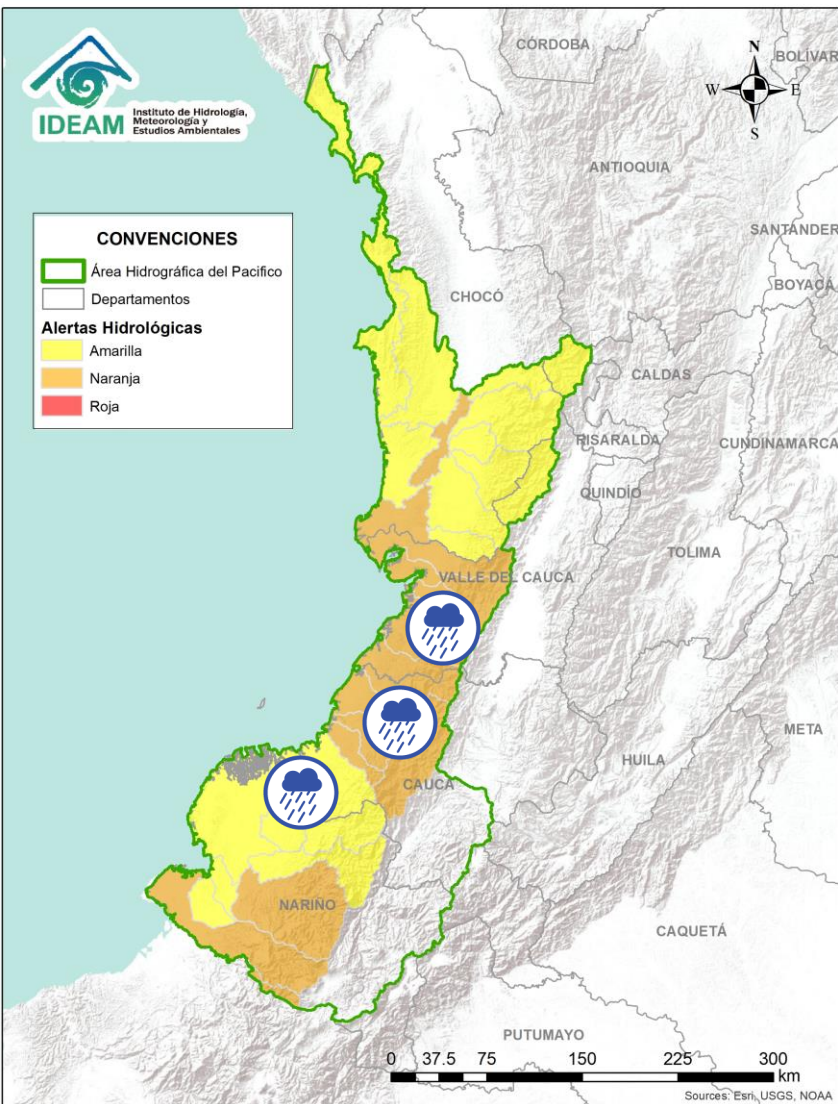 IDEAM
Instituto de Hidrología,
Meteorología y
Estudios Ambientales
CÓRDOBA
BOLÍVAR
N
W
E
S
ANTIOQUIA
SANTANDER
BOYACÁ
CONVENCIONES
Área Hidrográfica del Pacifico
Departamentos
Alertas Hidrológicas
Amarilla
Naranja
Roja
CHOCÓ
CALDAS
RISARALDA
CUNDINAMARCA
QUINDÍO
TOLIMA
VALLE DEL CAUCA
META
HUILA
CAUCA
NARIÑO
CAQUETÁ
PUTUMAYO
0 37.5 75 150 225 300
km
Sources: Esri, USGS, NOAA